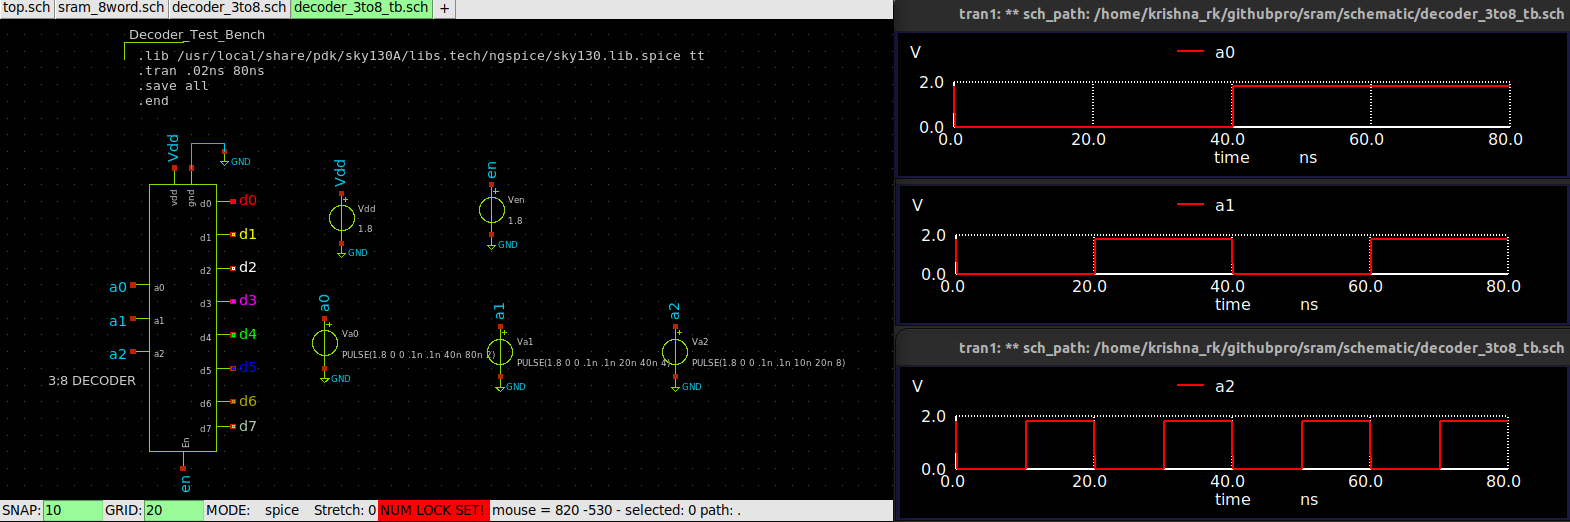 top.sch sram_8word.sch decoder_3to8.sch decoder_3to8_tb.sch +
Decoder_Test_Bench
.lib /usr/local/share/pdk/sky130A/libs.tech/ngspice/sky130.lib.spice tt
.tran .02ns 80ns
.save all
.end
Vdd
GND
vdd
gnd
d0 d0
d1 d1
d2 d2
a0 a0
d3 d3
a1 a1
d4 d4
a2 a2
d5 d5
3:8 DECODER
d6 d6
d7 d7
En
en
Vdd
Vdd
1.8
GND
en
Ven
1.8
GND
a0
Va0
PULSE(1.8 0 0 .1n .1n 40n 80n 2)
GND
a1
Va1
PULSE(1.8 0 0 .1n .1n 20n 40n 4)
GND
a2
Va2
PULSE(1.8 0 0 .1n .1n 10n 20n 8)
GND
SNAP: 10 GRID: 20 MODE: spice Stretch: 0 NUM LOCK SET! mouse = 820 -530 - selected: 0 path: .
tran1: ** sch_path: /home/krishna_rk/githubpro/sram/schematic/decoder_3to8_tb.sch
V a0
2.0
0.0
0.0 20.0 40.0 60.0 80.0
time ns
V a1
2.0
0.0
0.0 20.0 40.0 60.0 80.0
time ns
tran1: ** sch_path: /home/krishna_rk/githubpro/sram/schematic/decoder_3to8_tb.sch
V a2
2.0
0.0
0.0 20.0 40.0 60.0 80.0
time ns